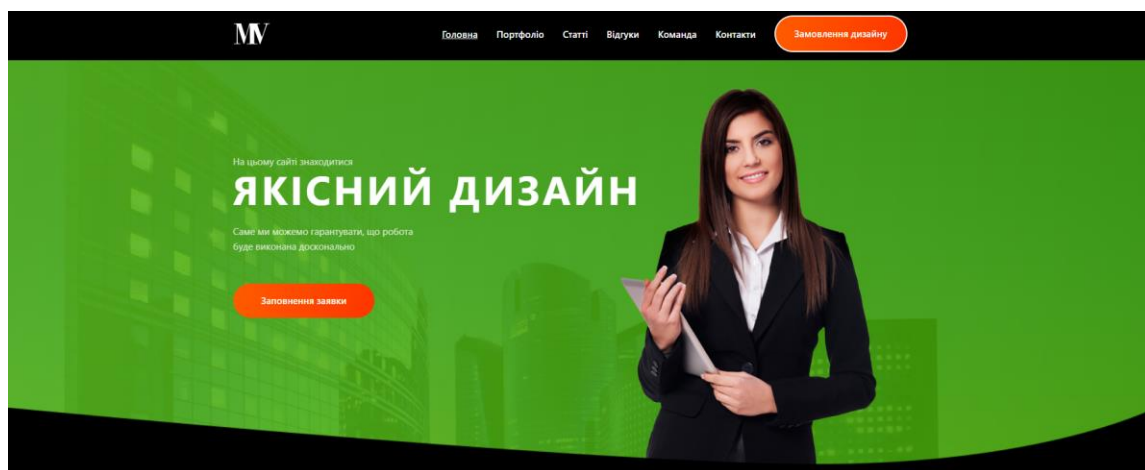 MV
Головна Портфоліо Статті Відгуки Команда Контакти Замовлення дизайну
На цьому сайті знаходитися
ЯКІСНИЙ ДИЗАЙН
Саме ми можемо гарантувати, що робота
буде виконана досконально
Заповнення заявки